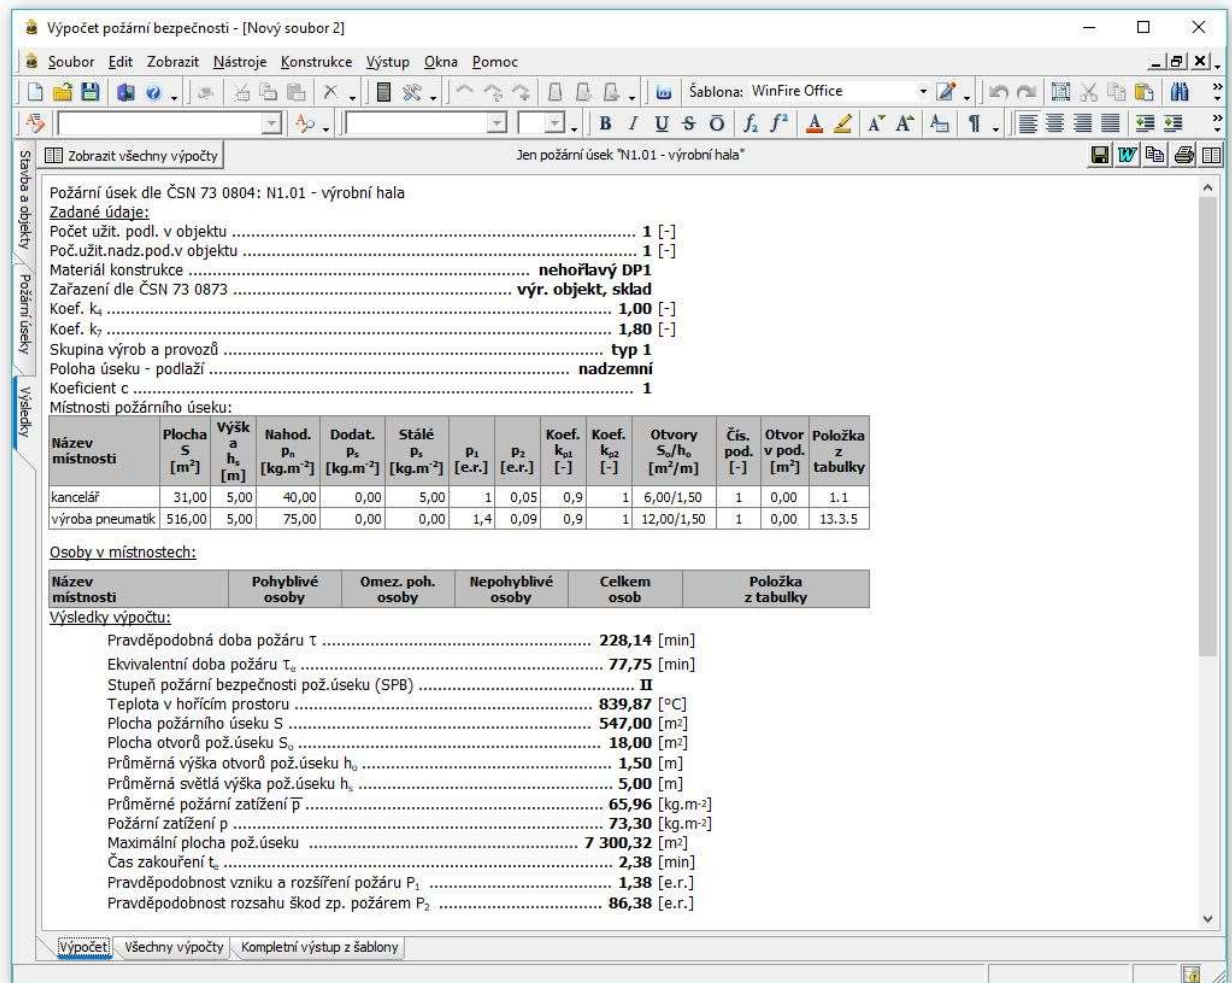 Výpočet požární bezpečnosti - [Nový soubor 2]
Soubor Edit Zobrazit Nástroje Konstrukce Výstup Okna Pomoc
Šablona: WinFire Office
B I U S O f₂ f² A A A
Zobrazit všechny výpočty Jen požární úsek "N1.01 - výrobní hala"
Stavba a objekty
Požární úseky
Výsledky
Požární úsek dle ČSN 73 0804: N1.01 - výrobní hala
Zadané údaje:
Počet užit. podl. v objektu ........ 1 [-]
Poč.užit.nadz.pod.v objektu ........ 1 [-]
Materiál konstrukce ........ nehořlavý DP1
Zařazení dle ČSN 73 0873 ........ výr. objekt, sklad
Koef. k₄ ........ 1,00 [-]
Koef. k₇ ........ 1,80 [-]
Skupina výrob a provozů ........ typ 1
Poloha úseku - podlaží ........ nadzemní
Koeficient c ........ 1
Místnosti požárního úseku:
Název místnosti | Plocha S [m²] | Výška hₛ [m] | Nahod. pₙ [kg.m⁻²] | Dodat. pₛ [kg.m⁻²] | Stálé pₛ [kg.m⁻²] | p₁ [e.r.] | p₂ [e.r.] | Koef. kₚ₁ [-] | Koef. kₚ₂ [-] | Otvory Sₒ/hₒ [m²/m] | Čís. pod. [-] | Otvor v pod. [m²] | Položka z tabulky
kancelář | 31,00 | 5,00 | 40,00 | 0,00 | 5,00 | 1 | 0,05 | 0,9 | 1 | 6,00/1,50 | 1 | 0,00 | 1.1
výroba pneumatik | 516,00 | 5,00 | 75,00 | 0,00 | 0,00 | 1,4 | 0,09 | 0,9 | 1 | 12,00/1,50 | 1 | 0,00 | 13.3.5
Osoby v místnostech:
Název místnosti | Pohyblivé osoby | Omez. poh. osoby | Nepohyblivé osoby | Celkem osob | Položka z tabulky
Výsledky výpočtu:
Pravděpodobná doba požáru τ ........ 228,14 [min]
Ekvivalentní doba požáru τₑ ........ 77,75 [min]
Stupeň požární bezpečnosti pož.úseku (SPB) ........ II
Teplota v hořícím prostoru ........ 839,87 [°C]
Plocha požárního úseku S ........ 547,00 [m²]
Plocha otvorů pož.úseku Sₒ ........ 18,00 [m²]
Průměrná výška otvorů pož.úseku hₒ ........ 1,50 [m]
Průměrná světlá výška pož.úseku hₛ ........ 5,00 [m]
Průměrné požární zatížení p̅ ........ 65,96 [kg.m⁻²]
Požární zatížení p ........ 73,30 [kg.m⁻²]
Maximální plocha pož.úseku ........ 7 300,32 [m²]
Čas zakouření tₑ ........ 2,38 [min]
Pravděpodobnost vzniku a rozšíření požáru P₁ ........ 1,38 [e.r.]
Pravděpodobnost rozsahu škod zp. požárem P₂ ........ 86,38 [e.r.]
Výpočet Všechny výpočty Kompletní výstup z šablony